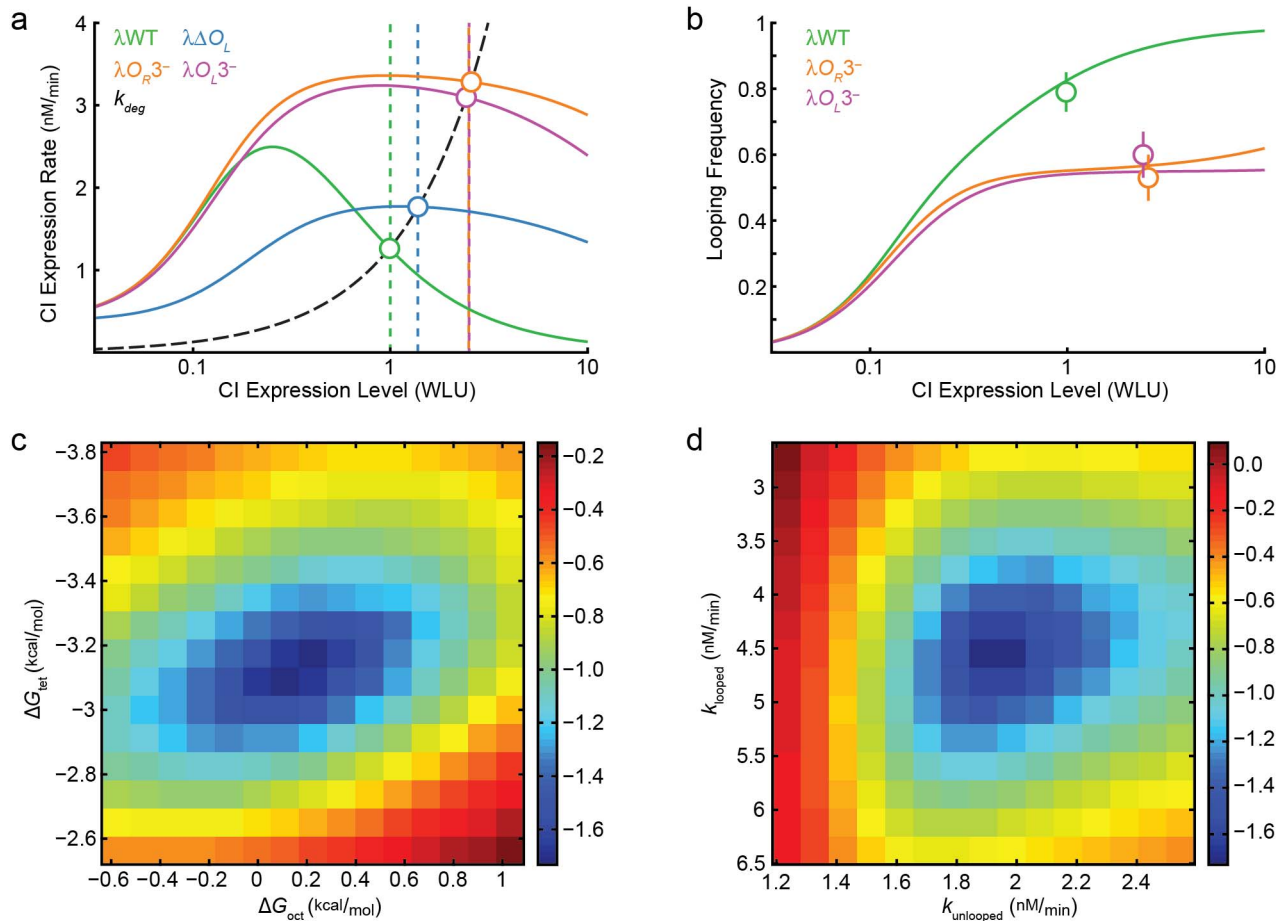 a
λWT λΔO_L
λO_R3⁻ λO_L3⁻
k_deg
CI Expression Rate (nM/min)
4
3
2
1
0.1 1 10
CI Expression Level (WLU)
b
λWT
λO_R3⁻
λO_L3⁻
Looping Frequency
1
0.8
0.6
0.4
0.2
0.1 1 10
CI Expression Level (WLU)
c
ΔG_tet (kcal/mol)
−3.8
−3.6
−3.4
−3.2
−3
−2.8
−2.6
−0.6 −0.4 −0.2 0 0.2 0.4 0.6 0.8 1
ΔG_oct (kcal/mol)
−0.2
−0.4
−0.6
−0.8
−1.0
−1.2
−1.4
−1.6
d
k_looped (nM/min)
3
3.5
4
4.5
5
5.5
6
6.5
1.2 1.4 1.6 1.8 2 2.2 2.4
k_unlooped (nM/min)
0.0
−0.2
−0.4
−0.6
−0.8
−1.0
−1.2
−1.4
−1.6